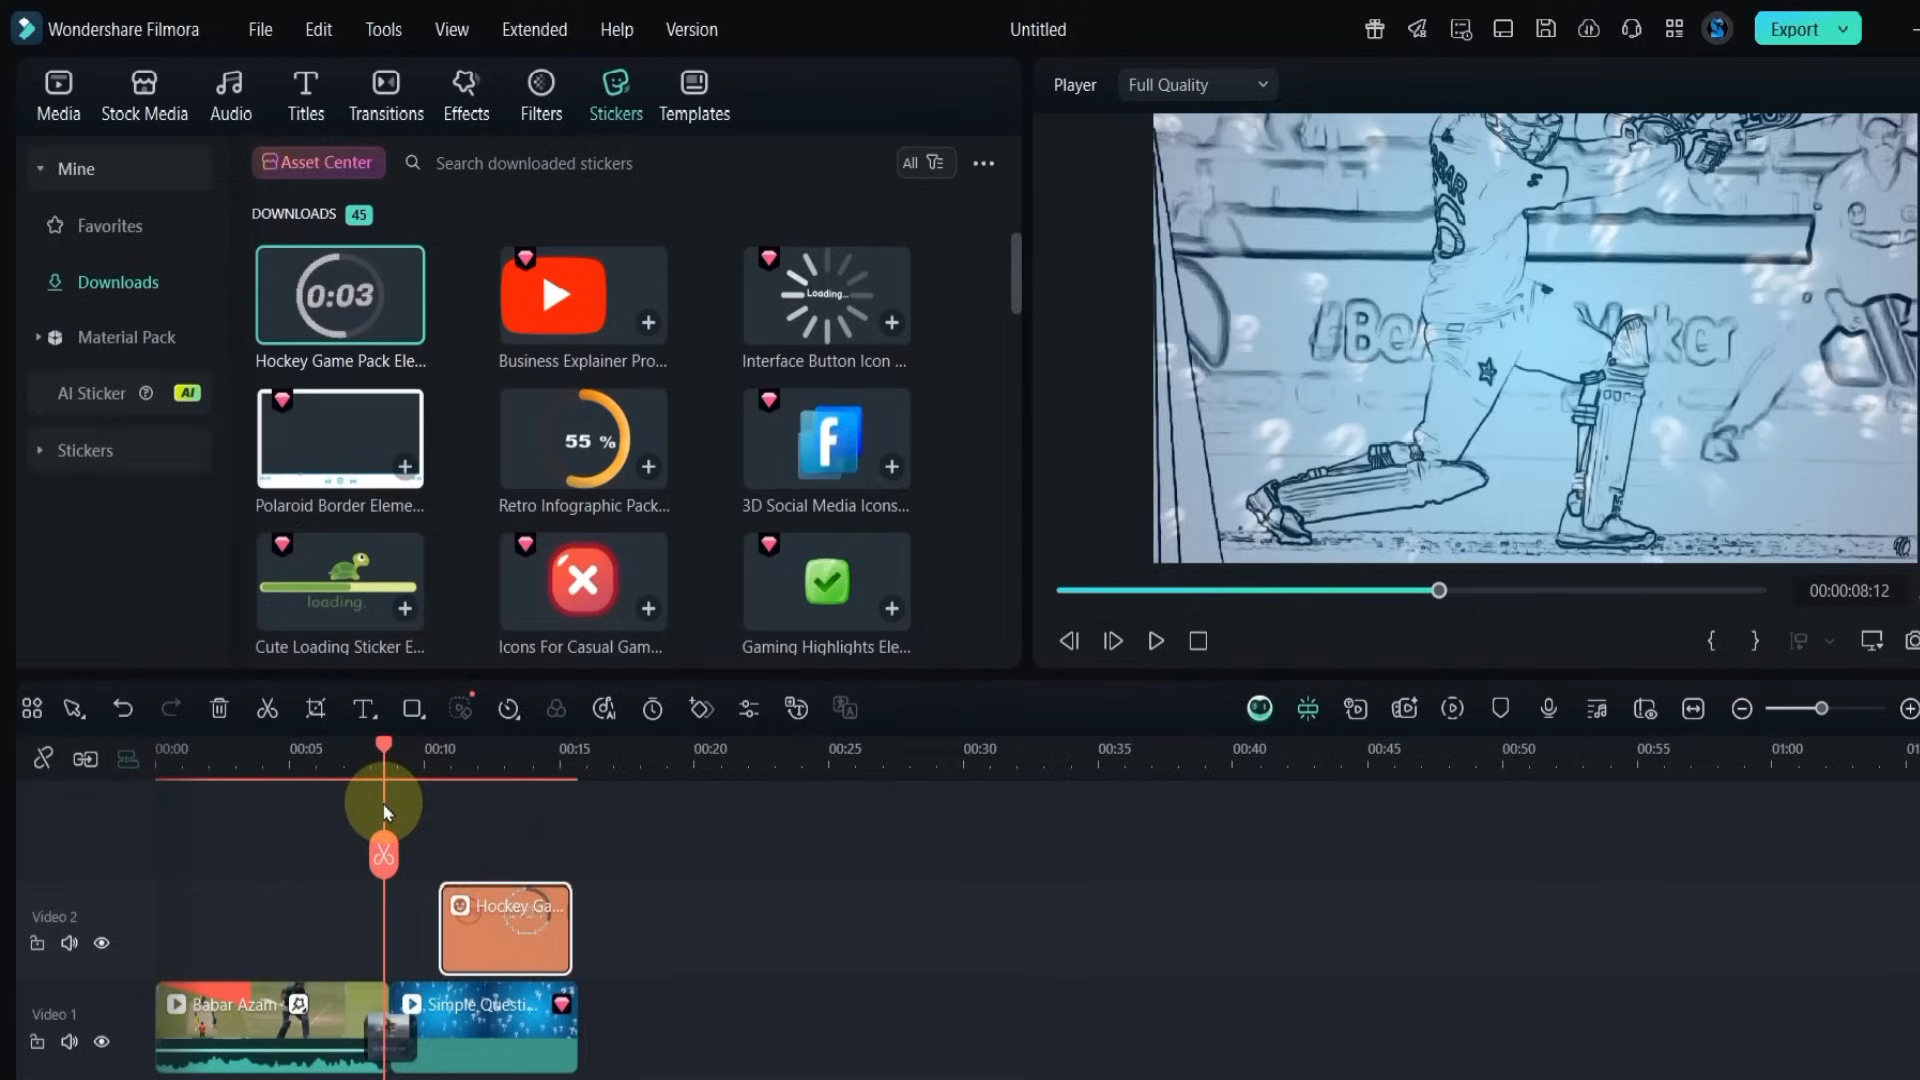 Wondershare Filmora
File
Edit
Tools
View
Extended
Help
Version
Untitled
Export
Media
Stock Media
Audio
Titles
Transitions
Effects
Filters
Stickers
Templates
Player
Full Quality
Mine
Asset Center
Search downloaded stickers
All
DOWNLOADS 45
Favorites
Downloads
Material Pack
AI Sticker
AI
Stickers
0:03
Loading...
Hockey Game Pack Ele...
Business Explainer Pro...
Interface Button Icon ...
55 %
f
Polaroid Border Eleme...
Retro Infographic Pack...
3D Social Media Icons...
loading.
Cute Loading Sticker E...
Icons For Casual Gam...
Gaming Highlights Ele...
00:00:08:12
00:00
00:05
00:10
00:15
00:20
00:25
00:30
00:35
00:40
00:45
00:50
00:55
01:00
Video 2
Hockey Ga...
Video 1
Babar Azam
Simple Questi...